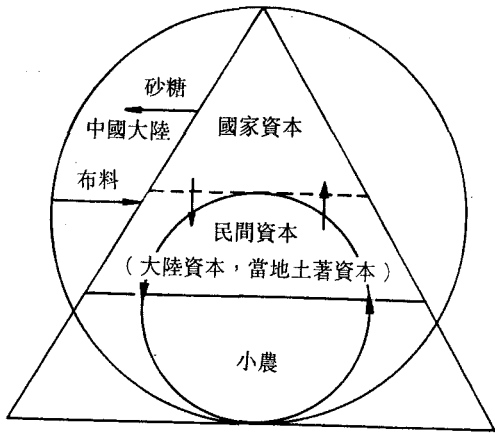 砂糖
中國大陸
國家資本
布料
民間資本
（大陸資本，當地土著資本）
小農